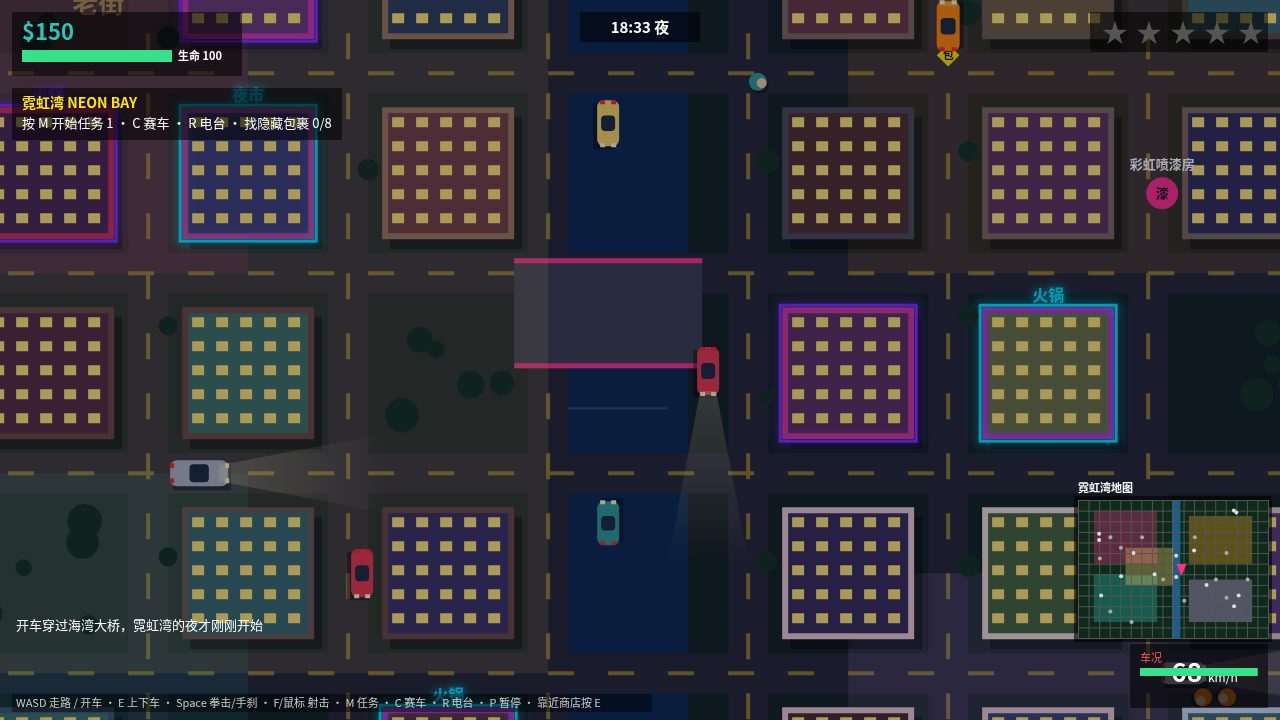 老街
$150
生命 100
18:33 夜
★★★★★
包
霓虹湾 NEON BAY
按 M 开始任务 1 · C 赛车 · R 电台 · 找隐藏包裹 0/8
夜市
彩虹喷漆房
漆
火锅
霓虹湾地图
开车穿过海湾大桥，霓虹湾的夜才刚刚开始
车况
68 km/h
火锅
WASD 走路 / 开车 · E 上下车 · Space 拳击/手刹 · F/鼠标 射击 · M 任务 · C 赛车 · R 电台 · P 暂停 · 靠近商店按 E